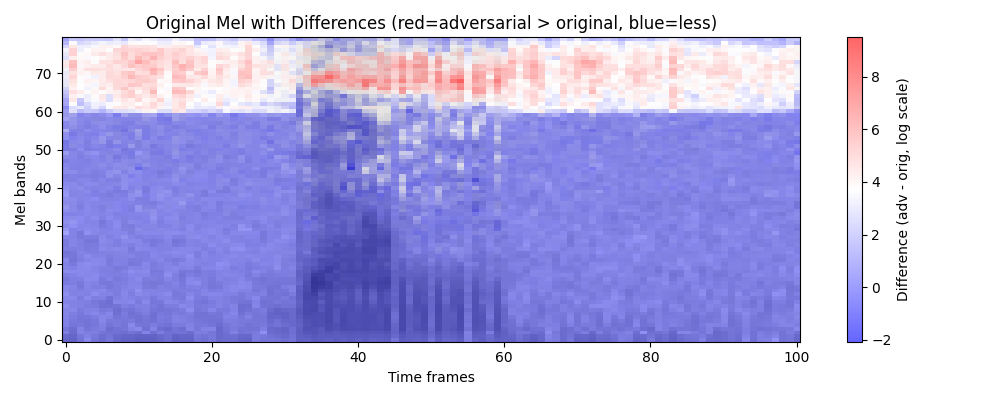 Original Mel with Differences (red=adversarial > original, blue=less)
Mel bands
70
60
50
40
30
20
10
0
0 20 40 60 80 100
Time frames
8
6
4
2
0
−2
Difference (adv - orig, log scale)